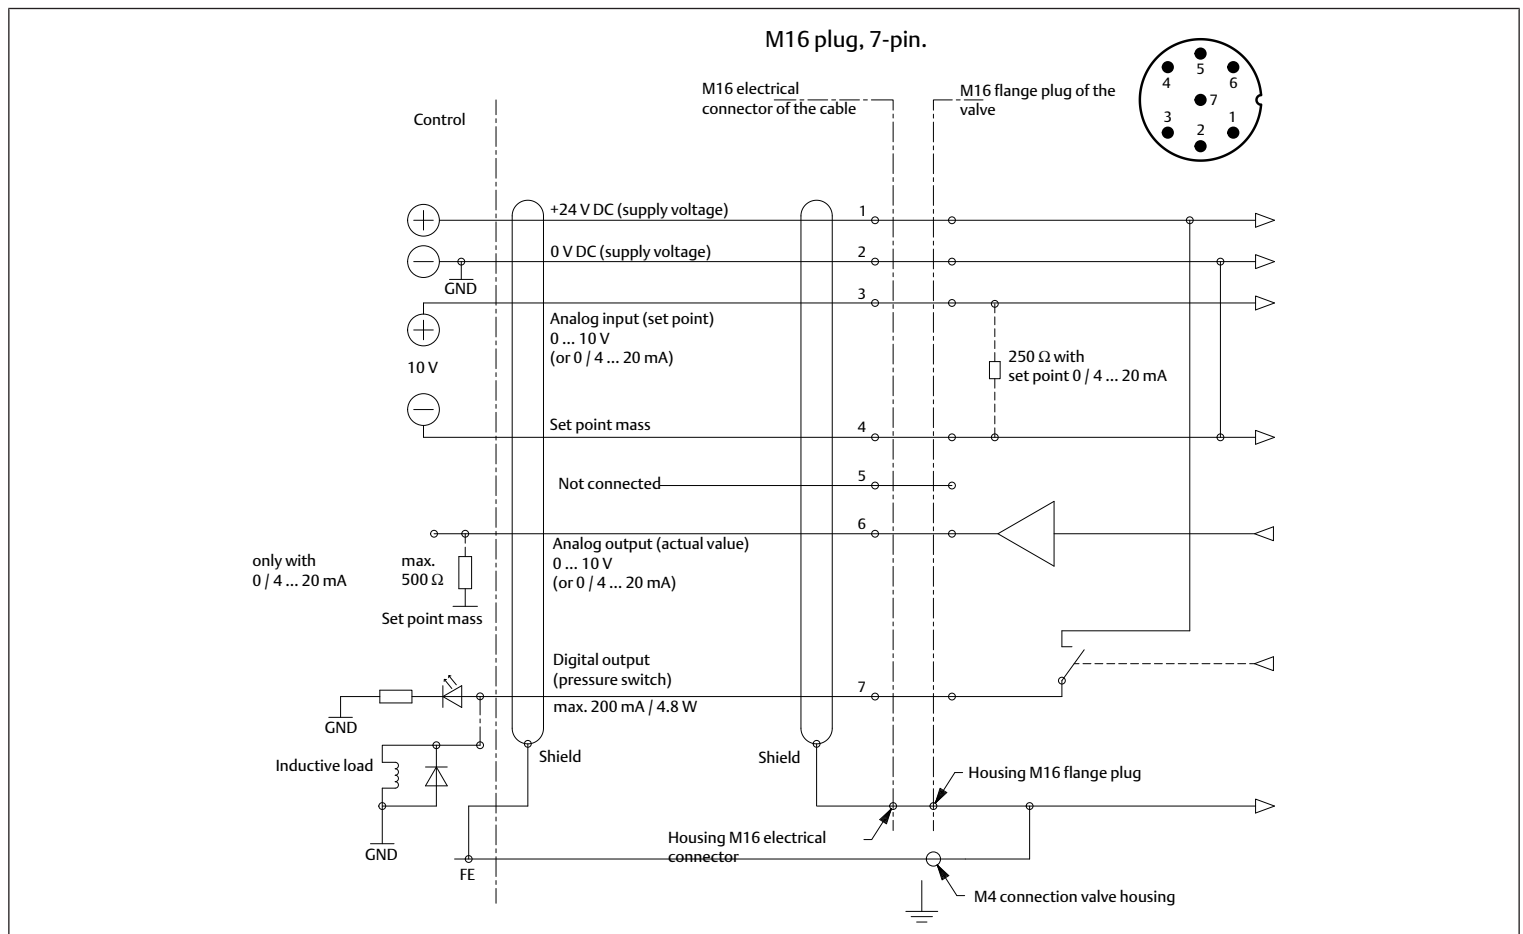 M16 plug, 7-pin.
5
4
6
7
3
1
2
M16 electrical
connector of the cable
M16 flange plug of the
valve
Control
+24 V DC (supply voltage)
1
0 V DC (supply voltage)
2
GND
3
Analog input (set point)
0 ... 10 V
(or 0 / 4 ... 20 mA)
10 V
250 Ω with
set point 0 / 4 ... 20 mA
Set point mass
4
Not connected
5
6
Analog output (actual value)
0 ... 10 V
(or 0 / 4 ... 20 mA)
only with
0 / 4 ... 20 mA
max.
500 Ω
Set point mass
Digital output
(pressure switch)
7
max. 200 mA / 4.8 W
GND
Shield
Shield
Inductive load
Housing M16 flange plug
Housing M16 electrical
connector
GND
FE
M4 connection valve housing